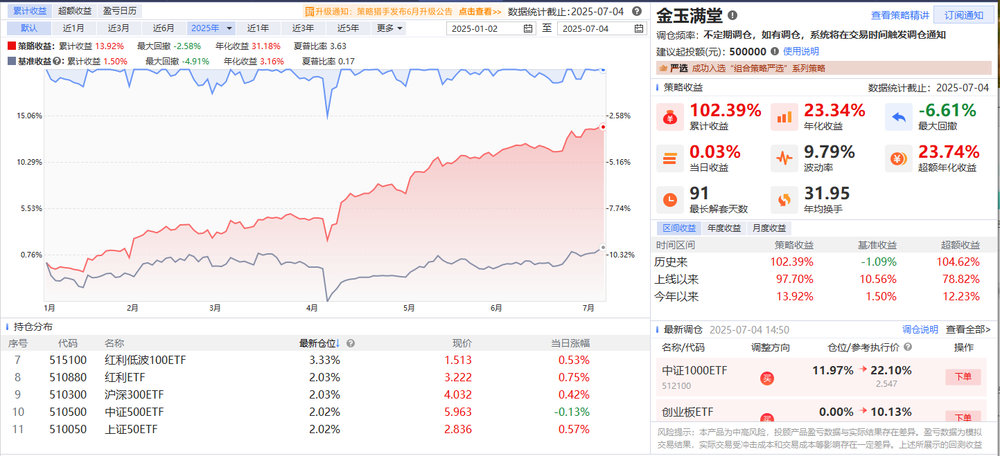 累计收益 超额收益 盈亏日历 新 升级通知：策略猎手发布6月升级公告 点击查看>> 数据统计截止:2025-07-04
默认 近1月 近3月 近6月 2025年 近1年 近3年 近5年 更多 2025-01-02 至 2025-07-04
策略收益: 累计收益 13.92% 最大回撤 -2.58% 年化收益 31.18% 夏普比率 3.63
基准收益: 累计收益 1.50% 最大回撤 -4.91% 年化收益 3.16% 夏普比率 0.17
15.06% -2.58%
10.29% -5.16%
5.53% -7.74%
0.76% -10.32%
1月 2月 3月 4月 5月 6月 7月
持仓分布
序号 代码 名称 最新仓位↓ 现价 当日涨幅
7 515100 红利低波100ETF 3.33% 1.513 0.53%
8 510880 红利ETF 2.03% 3.222 0.75%
9 510300 沪深300ETF 2.03% 4.032 0.42%
10 510500 中证500ETF 2.02% 5.963 -0.13%
11 510050 上证50ETF 2.02% 2.836 0.57%
金玉满堂 查看策略精讲 订阅通知
调仓频率：不定期调仓，如有调仓，系统将在交易时间触发调仓通知
建议起投额(元)：500000 使用说明
严选 成功入选“组合策略严选”系列策略
策略收益 数据统计截止：2025-07-04
102.39% 23.34% -6.61%
累计收益 年化收益 最大回撤
0.03% 9.79% 23.74%
当日收益 波动率 超额年化收益
91 31.95
最长解套天数 年均换手
区间收益 年度收益 月度收益
时间区间 策略收益 基准收益 超额收益
历史来 102.39% -1.09% 104.62%
上线以来 97.70% 10.56% 78.82%
今年以来 13.92% 1.50% 12.23%
最新调仓 2025-07-04 14:50 调仓说明 查看全部>
名称/代码 调整方向 仓位/参考执行价 操作
中证1000ETF 买 11.97% 22.10% 下单
512100 2.547
创业板ETF 买 0.00% 10.13% 下单
风险提示：本产品为中高风险，投顾产品盈亏数据与实际结果存在差异。盈亏数据为模拟
交易结果，实际交易受冲击成本和交易成本等影响存在一定差异。上述所展示的回测收益